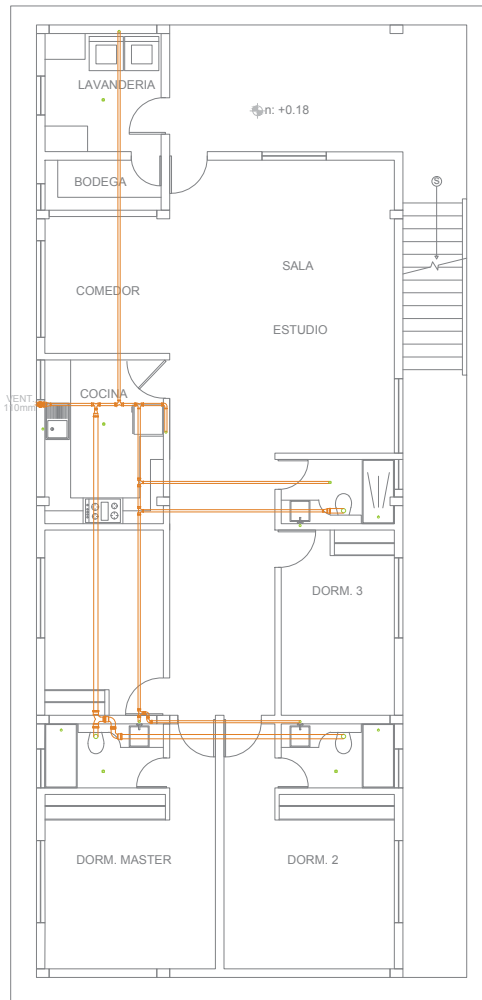 LAVANDERIA
n: +0.18
BODEGA
S
SALA
COMEDOR
ESTUDIO
COCINA
VENT.
110mm
DORM. 3
DORM. MASTER
DORM. 2